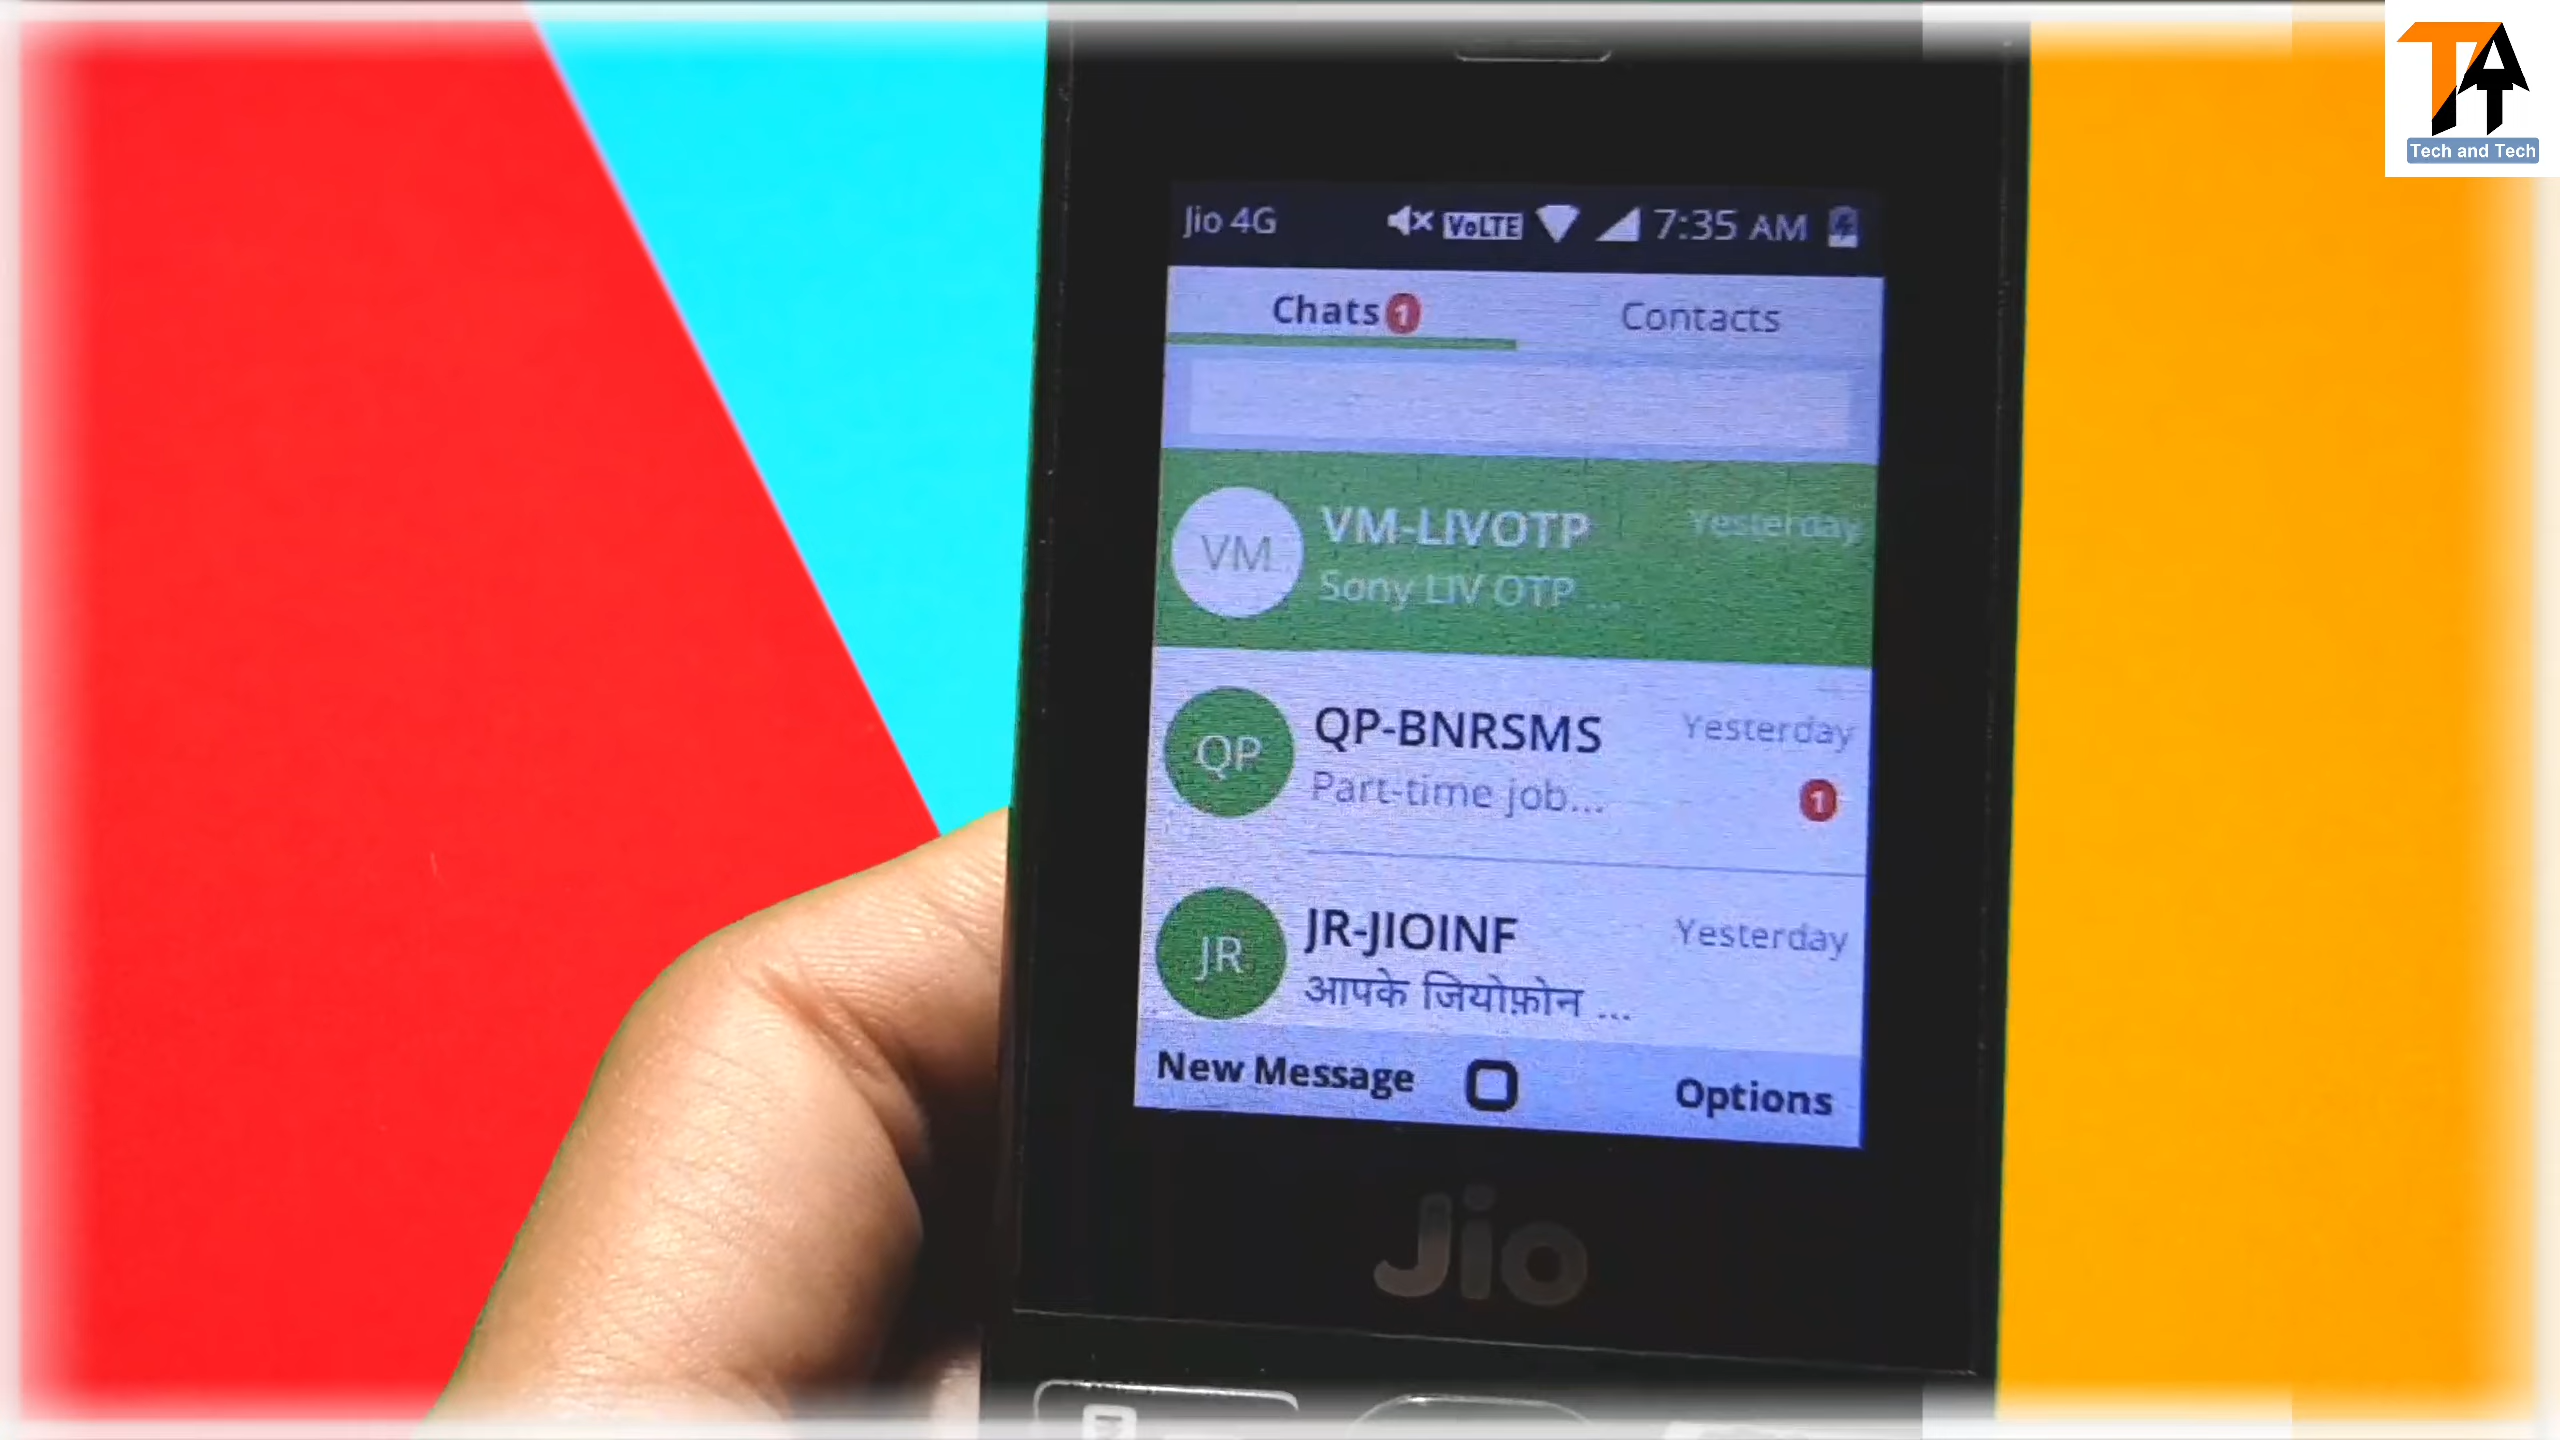 Tech and Tech
Jio 4G VoLTE 7:35 AM
Chats 1 Contacts
VM VM-LIVOTP Yesterday
Sony LIV OTP ...
QP QP-BNRSMS Yesterday
Part-time job... 1
JR JR-JIOINF Yesterday
आपके जियोफ़ोन ...
New Message Options
Jio